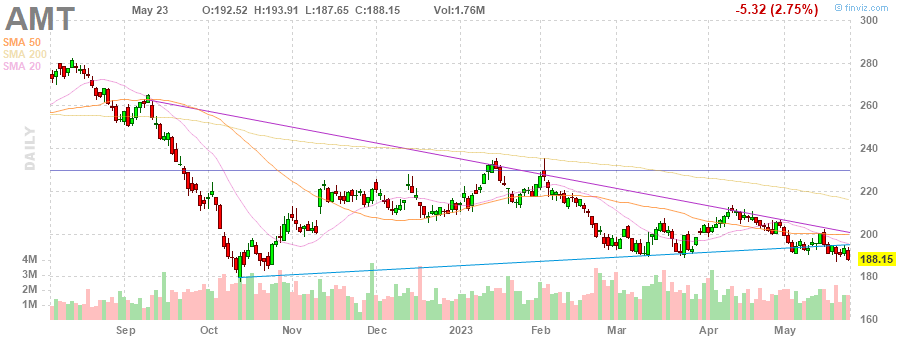 AMT
May 23 O:192.52 H:193.91 L:187.65 C:188.15 Vol:1.76M -5.32 (2.75%) © finviz.com
SMA 50
SMA 200
SMA 20
DAILY
300
280
260
240
220
200
188.15
180
160
4M
3M
2M
1M
Sep Oct Nov Dec 2023 Feb Mar Apr May